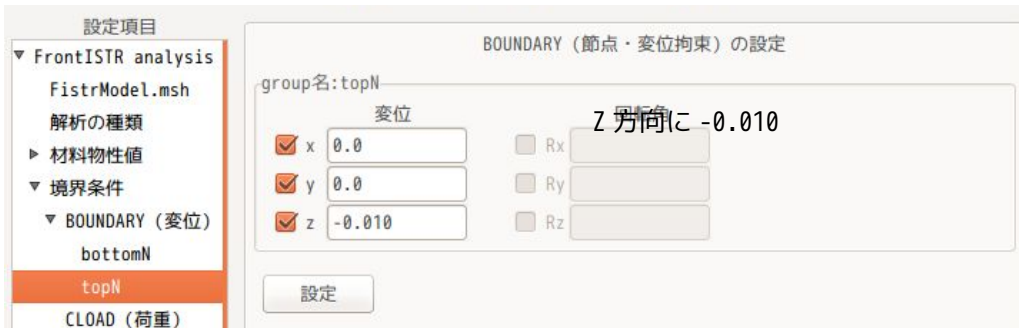 設定項目
FrontISTR analysis
FistrModel.msh
解析の種類
材料物性値
境界条件
BOUNDARY (変位)
bottomN
topN
CLOAD (荷重)
BOUNDARY (節点・変位拘束) の設定
group名:topN
変位
Z 方向に -0.010
x 0.0
Rx
y 0.0
Ry
z -0.010
Rz
設定